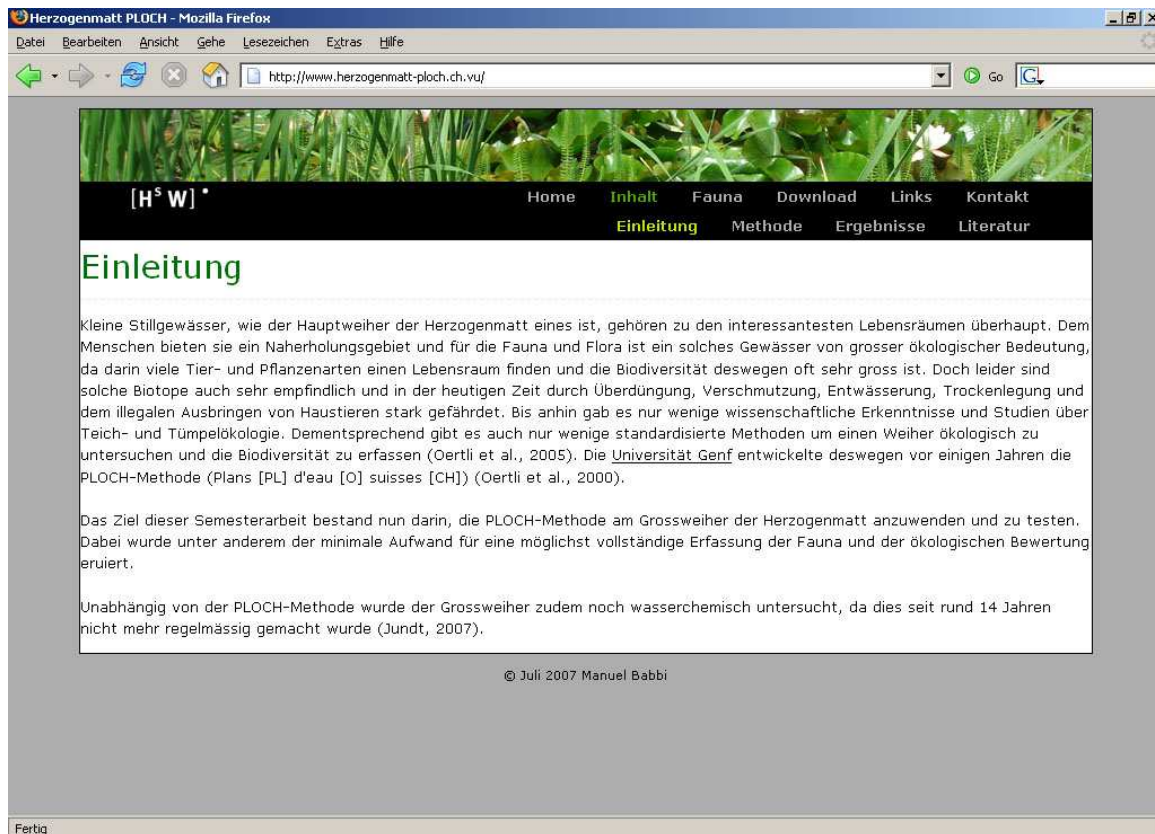 Herzogenmatt PLOCH - Mozilla Firefox
Datei Bearbeiten Ansicht Gehe Lesezeichen Extras Hilfe
http://www.herzogenmatt-ploch.ch.vu/ Go G
[Hˢ W] •
Home Inhalt Fauna Download Links Kontakt
Einleitung Methode Ergebnisse Literatur
Einleitung
Kleine Stillgewässer, wie der Hauptweiher der Herzogenmatt eines ist, gehören zu den interessantesten Lebensräumen überhaupt. Dem
Menschen bieten sie ein Naherholungsgebiet und für die Fauna und Flora ist ein solches Gewässer von grosser ökologischer Bedeutung,
da darin viele Tier- und Pflanzenarten einen Lebensraum finden und die Biodiversität deswegen oft sehr gross ist. Doch leider sind
solche Biotope auch sehr empfindlich und in der heutigen Zeit durch Überdüngung, Verschmutzung, Entwässerung, Trockenlegung und
dem illegalen Ausbringen von Haustieren stark gefährdet. Bis anhin gab es nur wenige wissenschaftliche Erkenntnisse und Studien über
Teich- und Tümpelökologie. Dementsprechend gibt es auch nur wenige standardisierte Methoden um einen Weiher ökologisch zu
untersuchen und die Biodiversität zu erfassen (Oertli et al., 2005). Die Universität Genf entwickelte deswegen vor einigen Jahren die
PLOCH-Methode (Plans [PL] d'eau [O] suisses [CH]) (Oertli et al., 2000).
Das Ziel dieser Semesterarbeit bestand nun darin, die PLOCH-Methode am Grossweiher der Herzogenmatt anzuwenden und zu testen.
Dabei wurde unter anderem der minimale Aufwand für eine möglichst vollständige Erfassung der Fauna und der ökologischen Bewertung
eruiert.
Unabhängig von der PLOCH-Methode wurde der Grossweiher zudem noch wasserchemisch untersucht, da dies seit rund 14 Jahren
nicht mehr regelmässig gemacht wurde (Jundt, 2007).
© Juli 2007 Manuel Babbi
Fertig